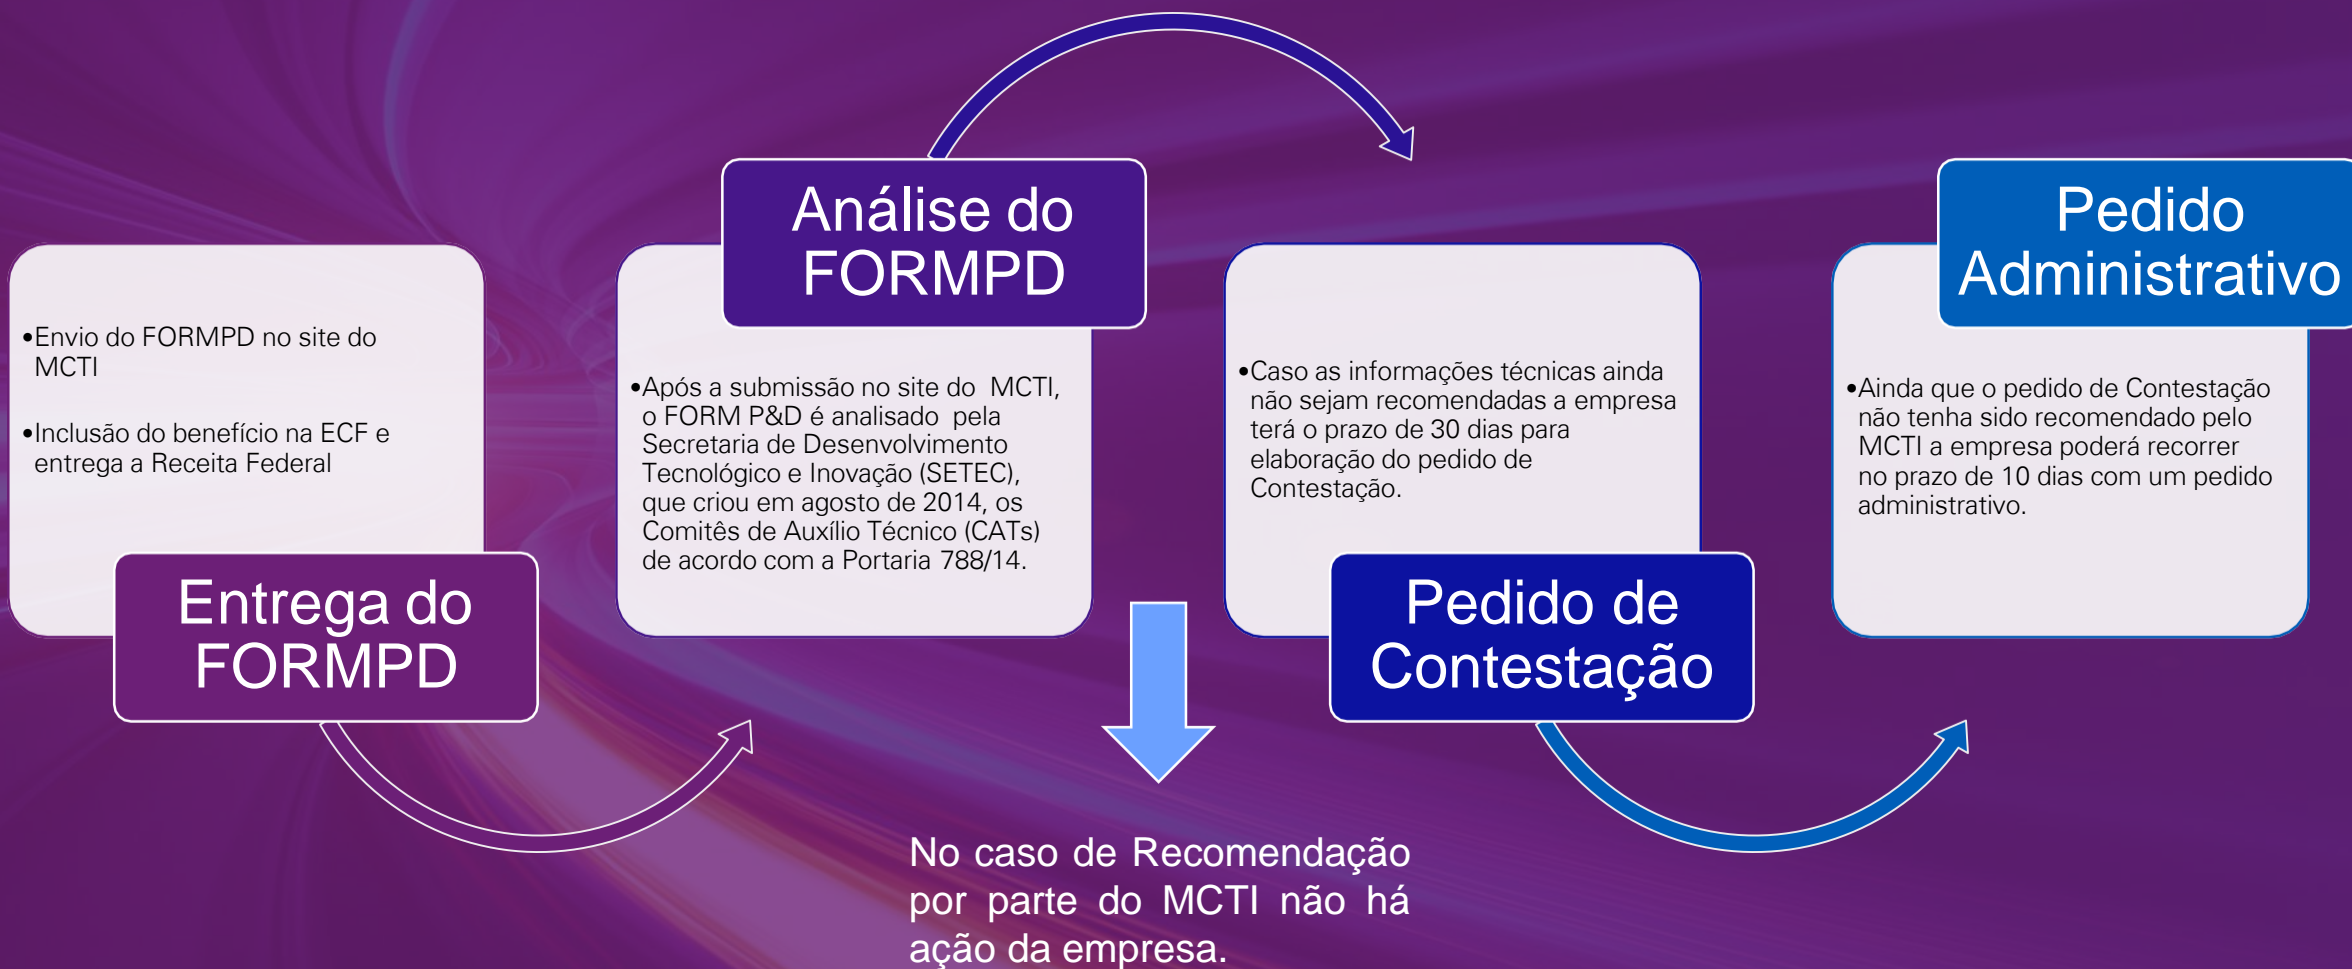 •Envio do FORMPD no site do
MCTI
•Inclusão do benefício na ECF e
entrega a Receita Federal
Entrega do
FORMPD
Análise do
FORMPD
•Após a submissão no site do MCTI,
o FORM P&D é analisado pela
Secretaria de Desenvolvimento
Tecnológico e Inovação (SETEC),
que criou em agosto de 2014, os
Comitês de Auxílio Técnico (CATs)
de acordo com a Portaria 788/14.
No caso de Recomendação
por parte do MCTI não há
ação da empresa.
•Caso as informações técnicas ainda
não sejam recomendadas a empresa
terá o prazo de 30 dias para
elaboração do pedido de
Contestação.
Pedido de
Contestação
Pedido
Administrativo
•Ainda que o pedido de Contestação
não tenha sido recomendado pelo
MCTI a empresa poderá recorrer
no prazo de 10 dias com um pedido
administrativo.